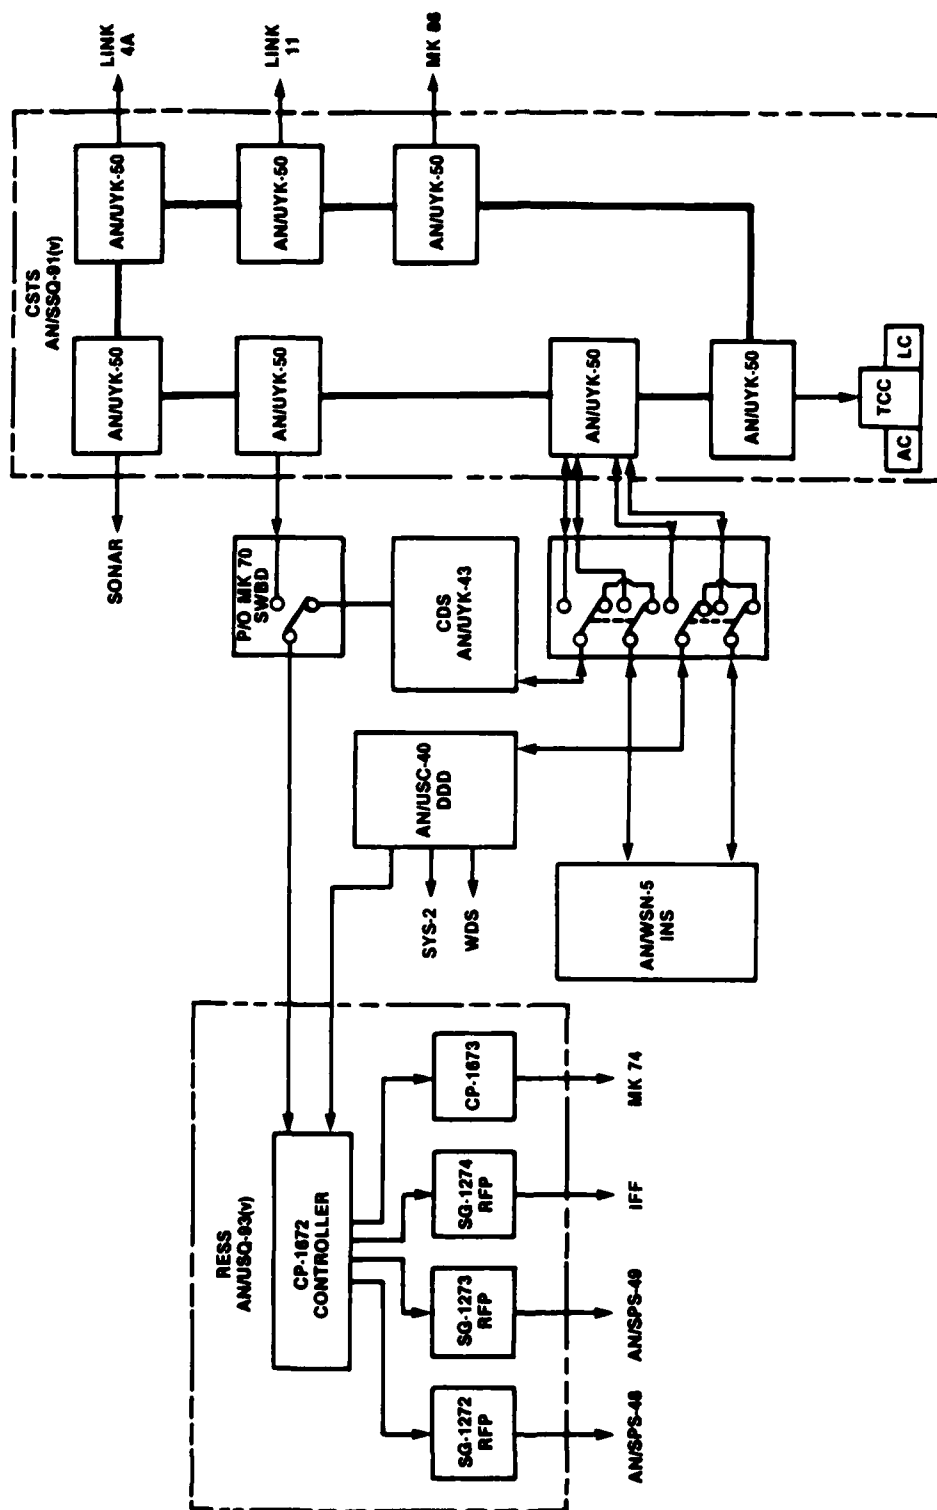 RESS
AN/USQ-93(v)
CP-1672
CONTROLLER
SG-1272
RFP
SG-1273
RFP
SG-1274
RFP
CP-1673
AN/SPS-48
AN/SPS-49
IFF
MK 74
SYS-2
WDS
AN/USC-40
DDD
AN/WSN-5
INS
P/O MK 70
SWBD
CDS
AN/UYK-43
SONAR
CSTS
AN/SSQ-91(v)
AN/UYK-50
AN/UYK-50
AN/UYK-50
AN/UYK-50
AN/UYK-50
AN/UYK-50
AN/UYK-50
AC
TCC
LC
LINK
4A
LINK
11
MK 86